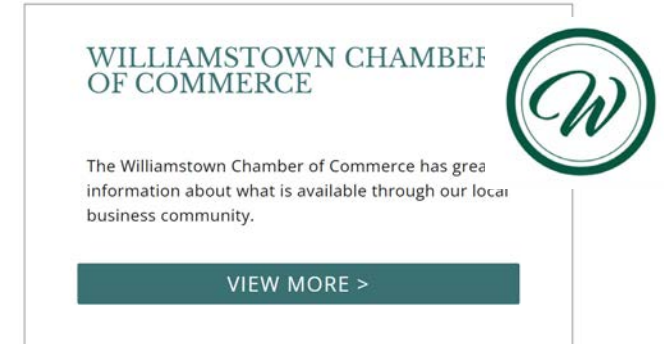 WILLIAMSTOWN CHAMBER
OF COMMERCE
W
The Williamstown Chamber of Commerce has grea
information about what is available through our local
business community.
VIEW MORE >